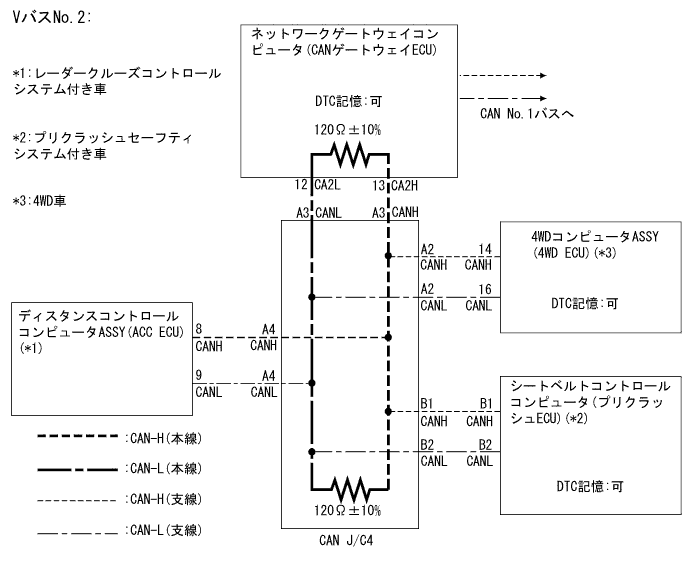 VバスNo.2:
*1:レーダークルーズコントロール
システム付き車
*2:プリクラッシュセーフティ
システム付き車
*3:4WD車
ネットワークゲートウェイコン
ピュータ(CANゲートウェイECU)
DTC記憶:可
120Ω±10%
CAN No.1バスへ
12 CA2L
13 CA2H
A3 CANL
A3 CANH
A2 14
CANH CANH
A2 16
CANL CANL
4WDコンピュータASSY
(4WD ECU)(*3)
DTC記憶:可
ディスタンスコントロール
コンピュータASSY(ACC ECU)
(*1)
8 A4
CANH CANH
9 A4
CANL CANL
B1 B1
CANH CANH
B2 B2
CANL CANL
シートベルトコントロール
コンピュータ(プリクラッ
シュECU)(*2)
DTC記憶:可
:CAN-H(本線)
:CAN-L(本線)
:CAN-H(支線)
:CAN-L(支線)
120Ω±10%
CAN J/C4